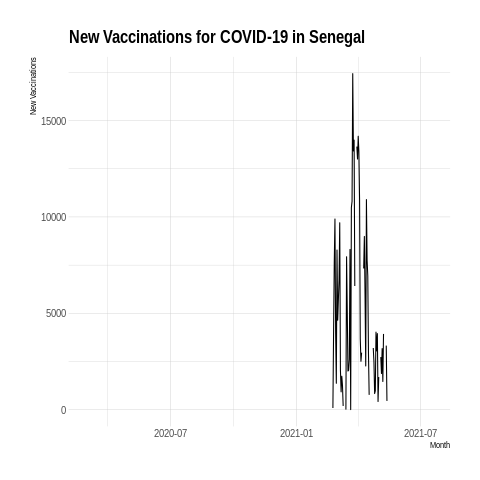 New Vaccinations for COVID-19 in Senegal
New Vaccinations
15000
10000
5000
0
2020-07
2021-01
2021-07
Month